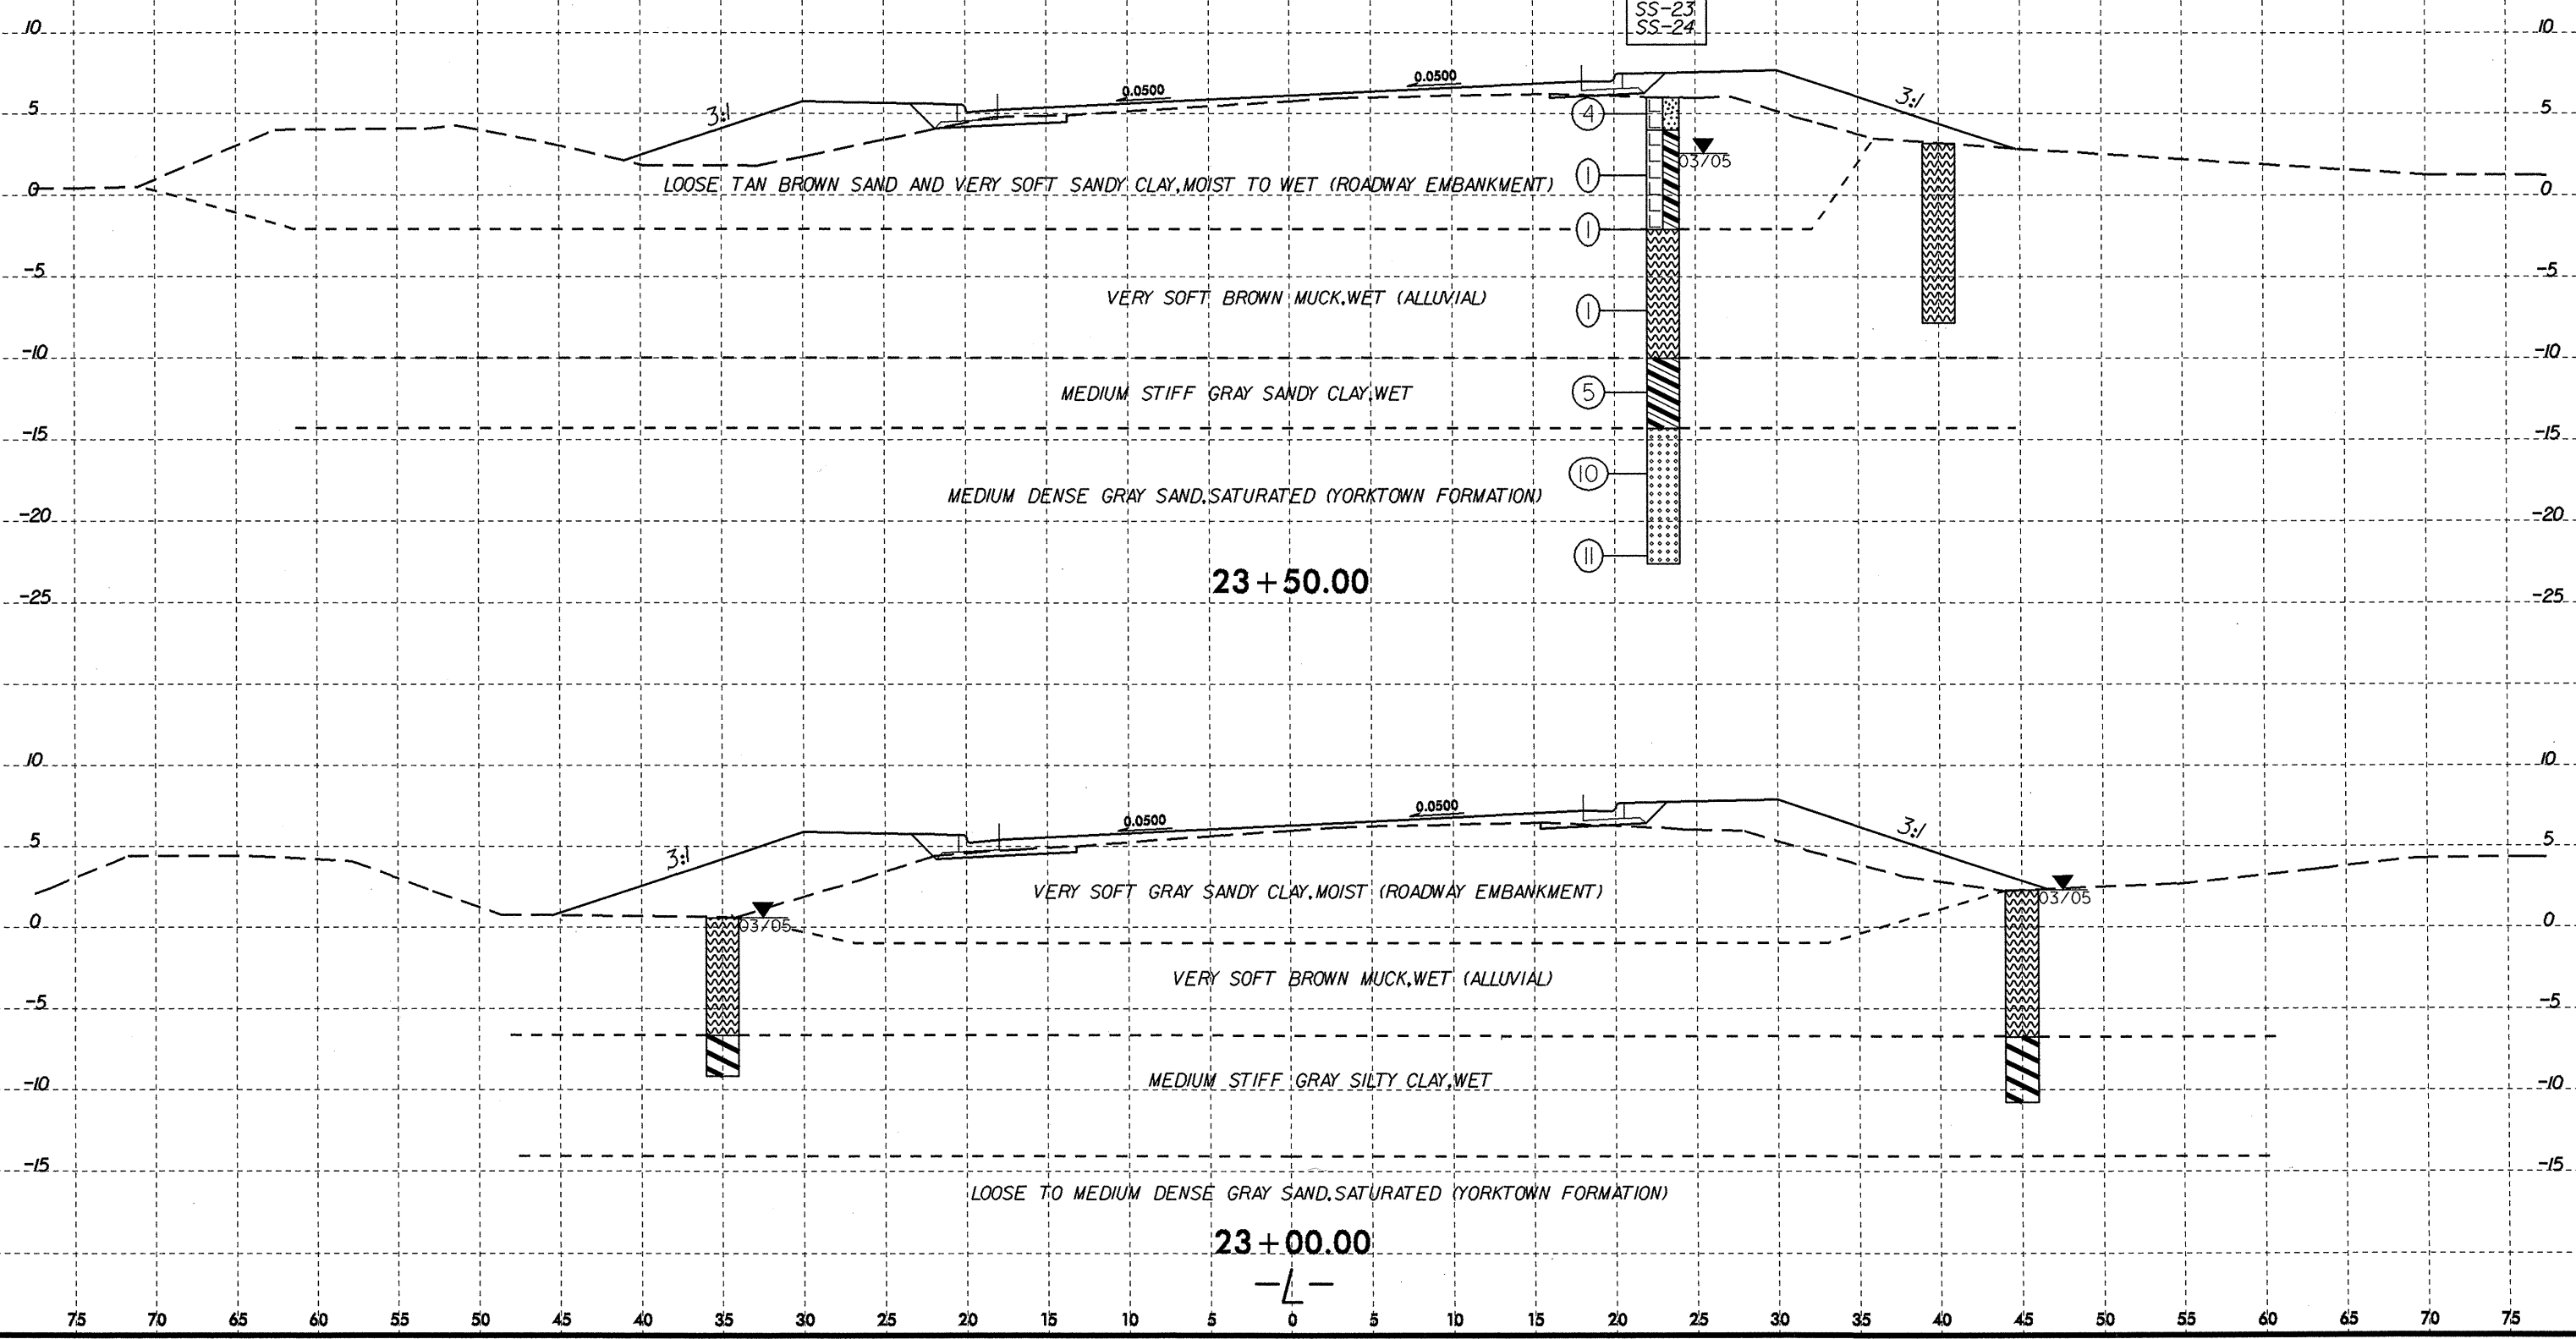 SS-23
SS-24
10 10
0.0500 0.0500
3:1 3:1
5 4 5
03/05
0 LOOSE TAN BROWN SAND AND VERY SOFT SANDY CLAY,MOIST TO WET (ROADWAY EMBANKMENT) 1 0
1
-5 -5
VERY SOFT BROWN MUCK,WET (ALLUVIAL) 1
-10 -10
MEDIUM STIFF GRAY SANDY CLAY,WET 5
-15 -15
10
MEDIUM DENSE GRAY SAND,SATURATED (YORKTOWN FORMATION)
-20 -20
11
23+50.00
-25 -25
10 10
0.0500 0.0500
3:1 3:1
5 5
VERY SOFT GRAY SANDY CLAY,MOIST (ROADWAY EMBANKMENT)
03/05 03/05
0 0
VERY SOFT BROWN MUCK,WET (ALLUVIAL)
-5 -5
MEDIUM STIFF GRAY SILTY CLAY,WET
-10 -10
-15 -15
LOOSE TO MEDIUM DENSE GRAY SAND,SATURATED (YORKTOWN FORMATION)
23+00.00
-L-
75 70 65 60 55 50 45 40 35 30 25 20 15 10 5 0 5 10 15 20 25 30 35 40 45 50 55 60 65 70 75